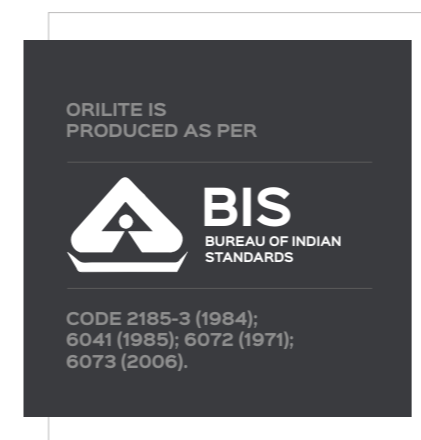 ORILITE IS
PRODUCED AS PER
BIS
BUREAU OF INDIAN
STANDARDS
CODE 2185-3 (1984);
6041 (1985); 6072 (1971);
6073 (2006).